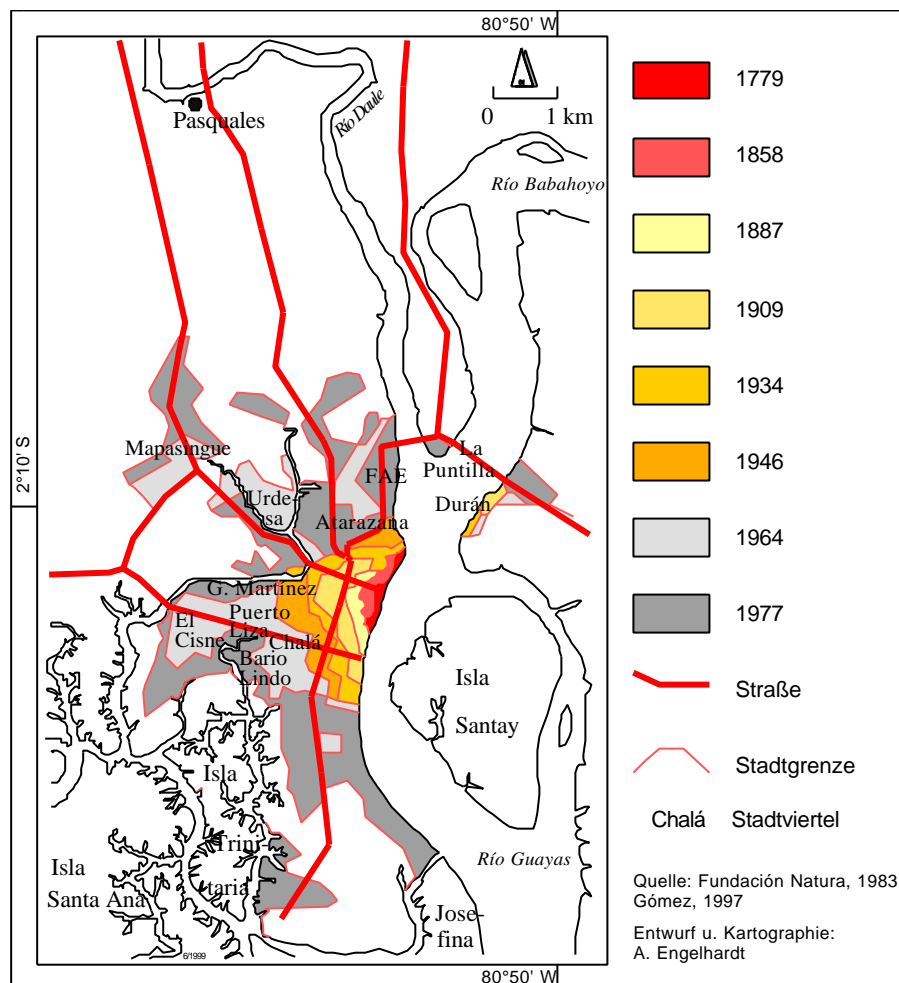 80°50' W
0 1 km
Pasquales
Río Daule
Río Babahoyo
2°10' S
Mapasingue
Urde-
sa
FAE
Atarazana
La
Puntilla
Durán
G. Martínez
El
Cisne
Puerto
Liza
Chalá
Bario
Lindo
Isla
Santay
Isla
Trini-
taria
Isla
Santa Ana
Río Guayas
Jose-
fina
6/1999
80°50' W
1779
1858
1887
1909
1934
1946
1964
1977
Straße
Stadtgrenze
Chalá Stadtviertel
Quelle: Fundación Natura, 1983
Gómez, 1997
Entwurf u. Kartographie:
A. Engelhardt